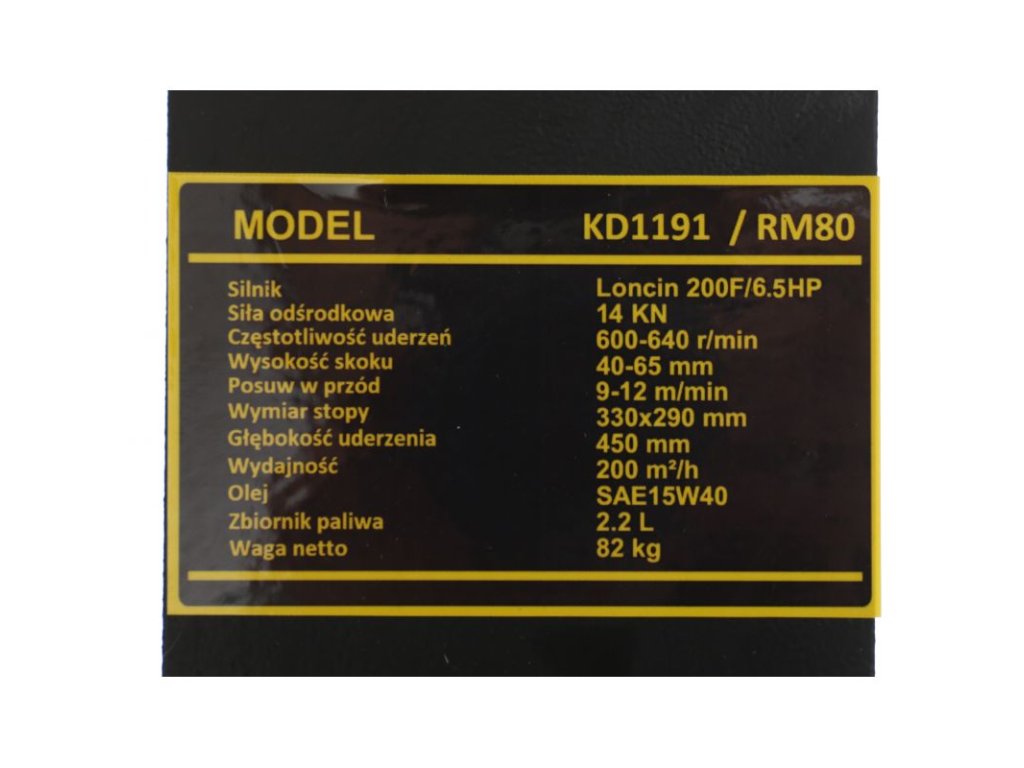 MODEL KD1191 / RM80
Silnik Loncin 200F/6.5HP
Siła odśrodkowa 14 KN
Częstotliwość uderzeń 600-640 r/min
Wysokość skoku 40-65 mm
Posuw w przód 9-12 m/min
Wymiar stopy 330x290 mm
Głębokość uderzenia 450 mm
Wydajność 200 m²/h
Olej SAE15W40
Zbiornik paliwa 2.2 L
Waga netto 82 kg